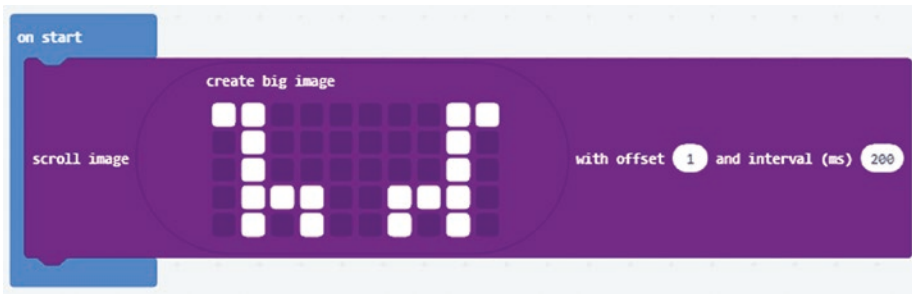 on start
create big image
scroll image with offset 1 and interval (ms) 200